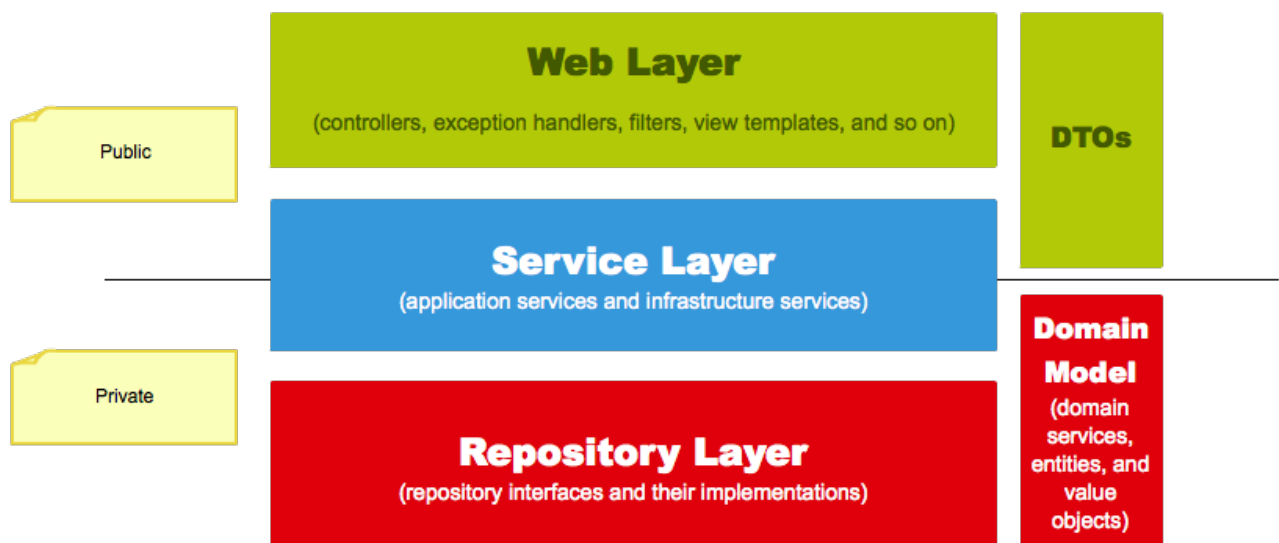 Web Layer
(controllers, exception handlers, filters, view templates, and so on)
DTOs
Public
Service Layer
(application services and infrastructure services)
Private
Repository Layer
(repository interfaces and their implementations)
Domain
Model
(domain
services,
entities, and
value
objects)